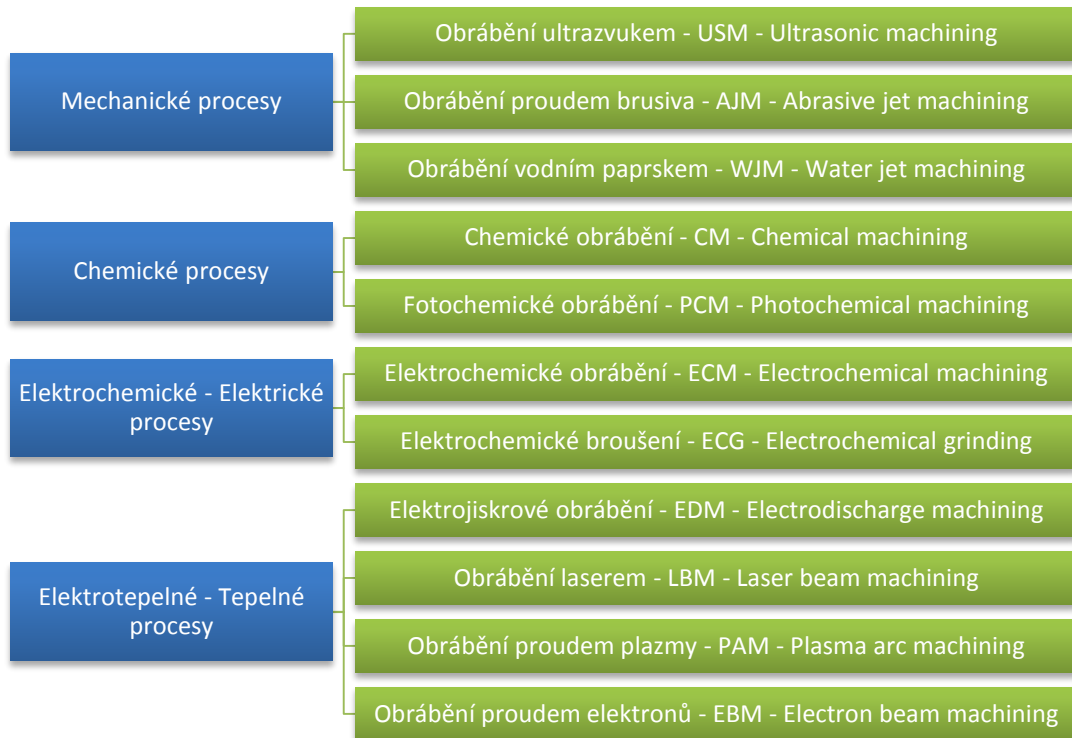 Mechanické procesy
Obrábění ultrazvukem - USM - Ultrasonic machining
Obrábění proudem brusiva - AJM - Abrasive jet machining
Obrábění vodním paprskem - WJM - Water jet machining
Chemické procesy
Chemické obrábění - CM - Chemical machining
Fotochemické obrábění - PCM - Photochemical machining
Elektrochemické - Elektrické
procesy
Elektrochemické obrábění - ECM - Electrochemical machining
Elektrochemické broušení - ECG - Electrochemical grinding
Elektrotepelné - Tepelné
procesy
Elektrojiskrové obrábění - EDM - Electrodischarge machining
Obrábění laserem - LBM - Laser beam machining
Obrábění proudem plazmy - PAM - Plasma arc machining
Obrábění proudem elektronů - EBM - Electron beam machining